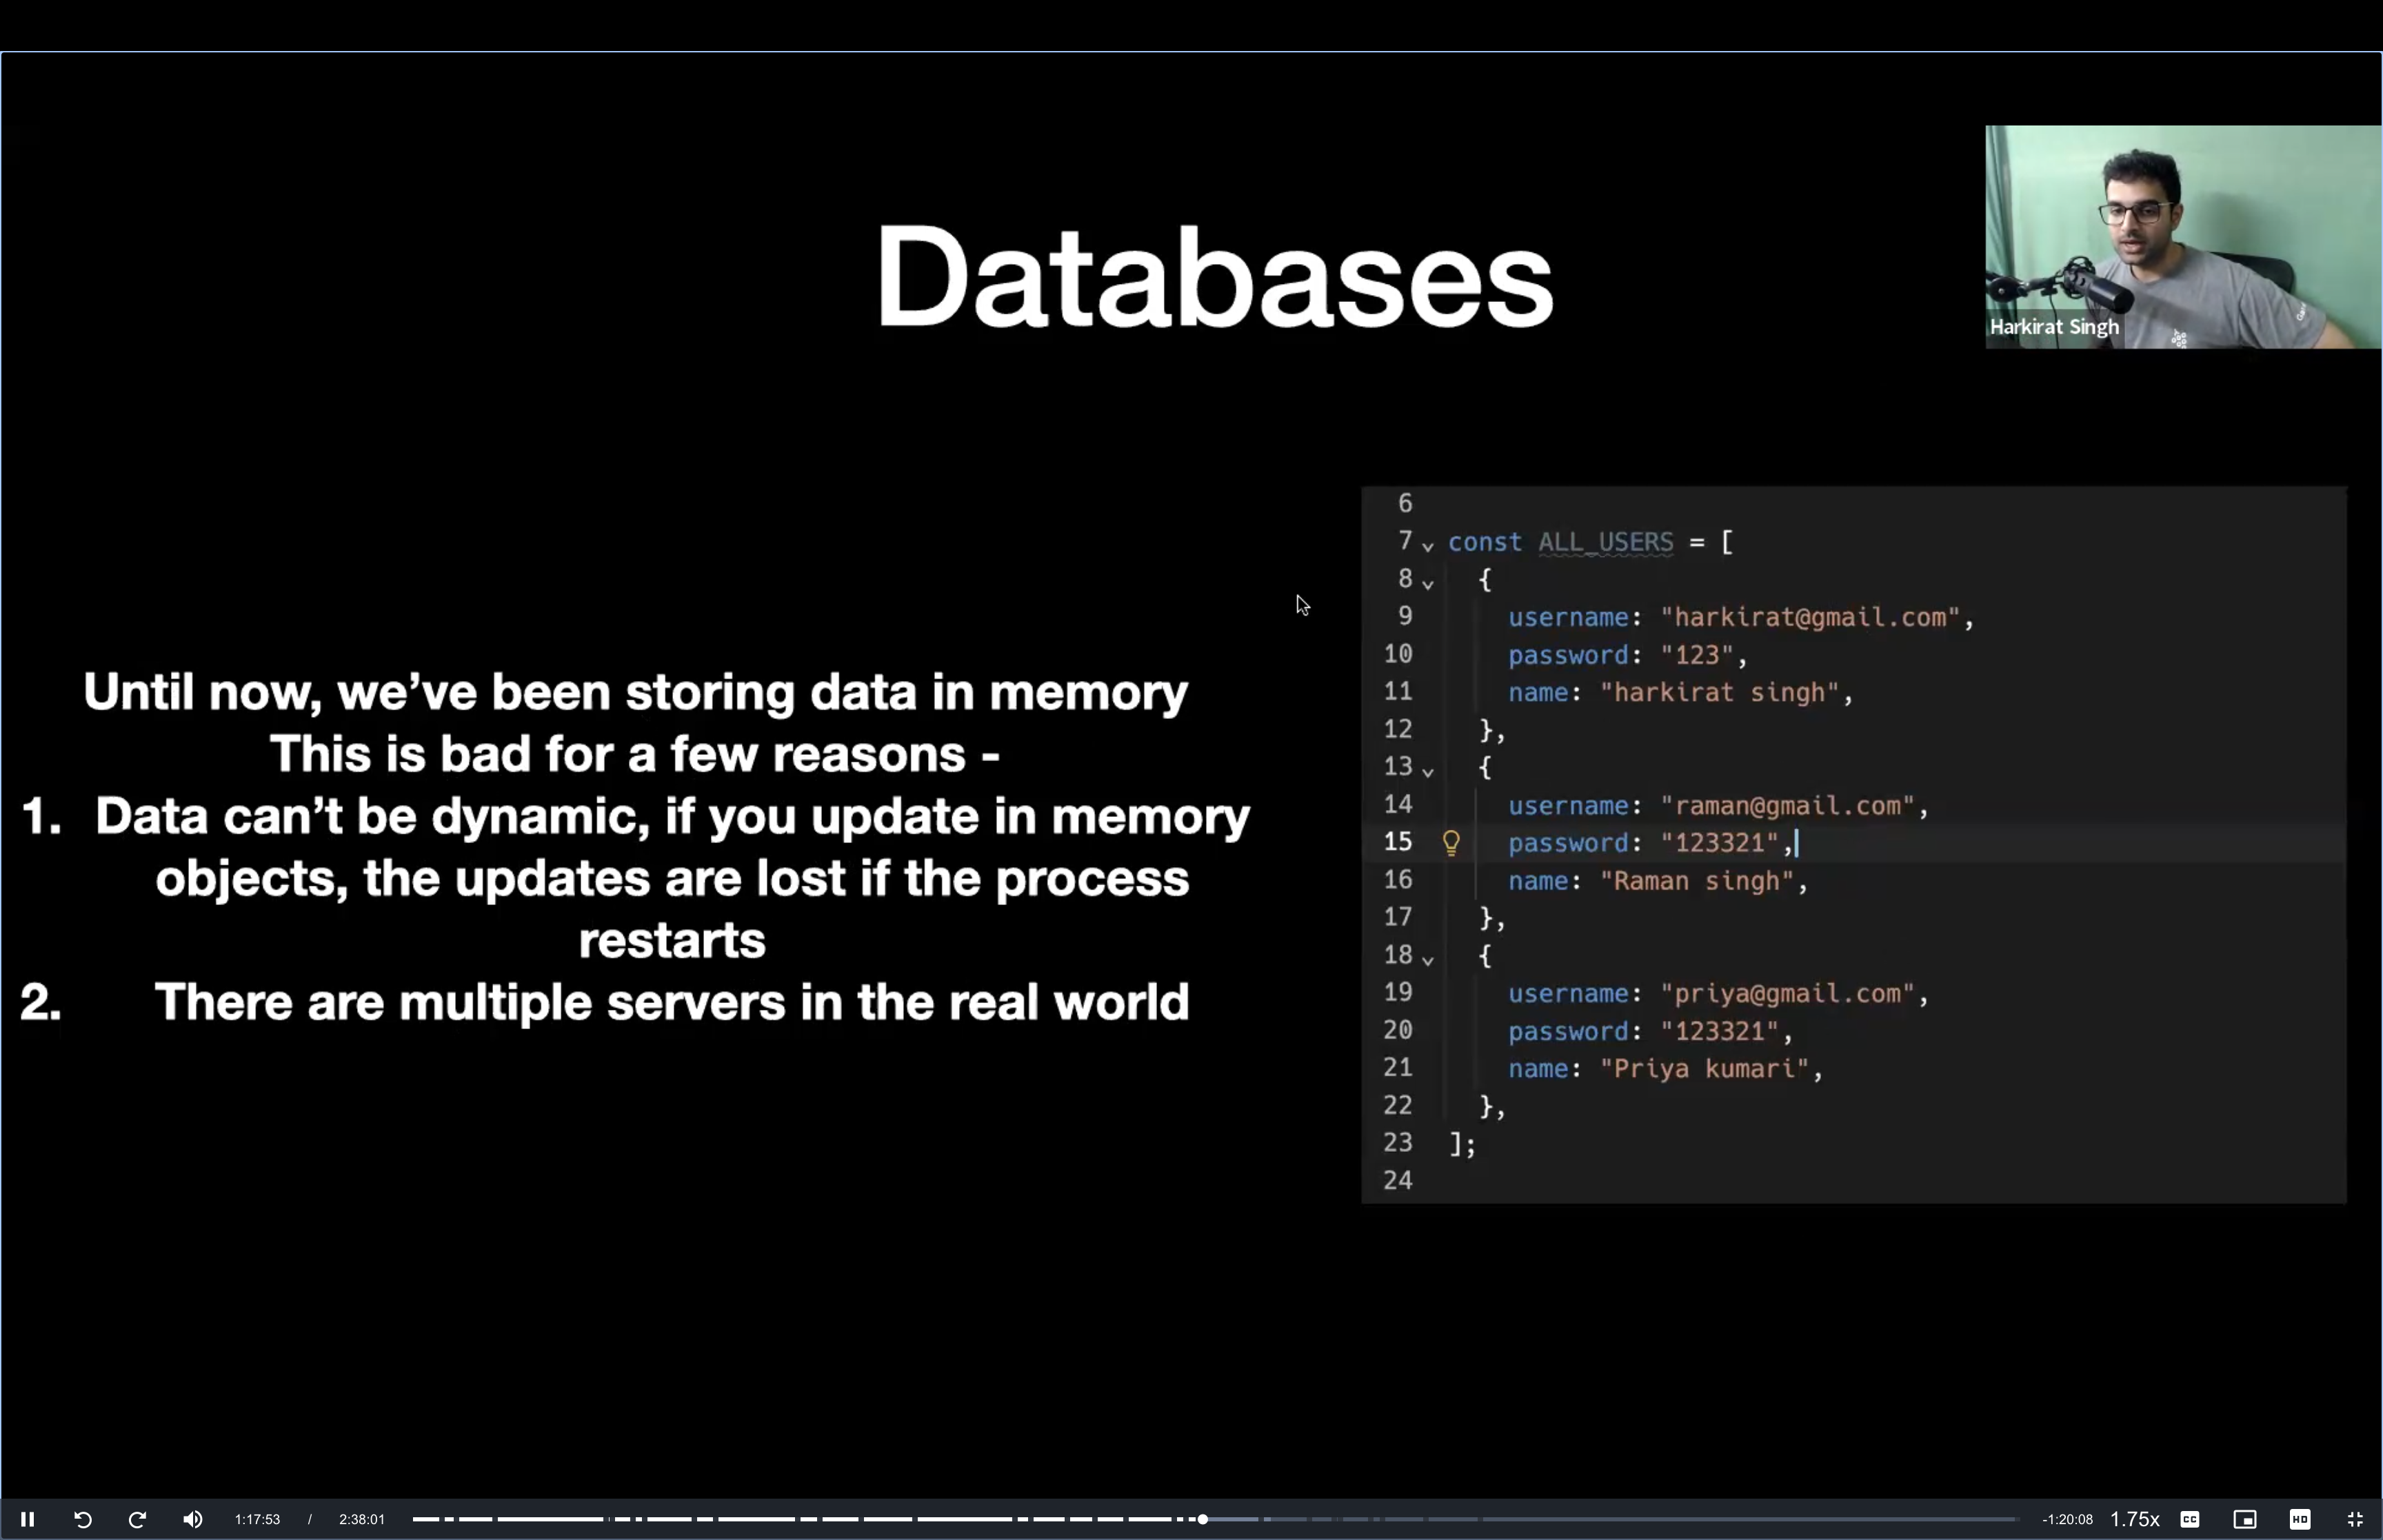 Databases
Harkirat Singh
Until now, we’ve been storing data in memory
This is bad for a few reasons -
1. Data can’t be dynamic, if you update in memory
objects, the updates are lost if the process
restarts
2. There are multiple servers in the real world
6
7 const ALL_USERS = [
8 {
9 username: "harkirat@gmail.com",
10 password: "123",
11 name: "harkirat singh",
12 },
13 {
14 username: "raman@gmail.com",
15 password: "123321",
16 name: "Raman singh",
17 },
18 {
19 username: "priya@gmail.com",
20 password: "123321",
21 name: "Priya kumari",
22 },
23 ];
24
1:17:53 / 2:38:01 -1:20:08 1.75x CC HD